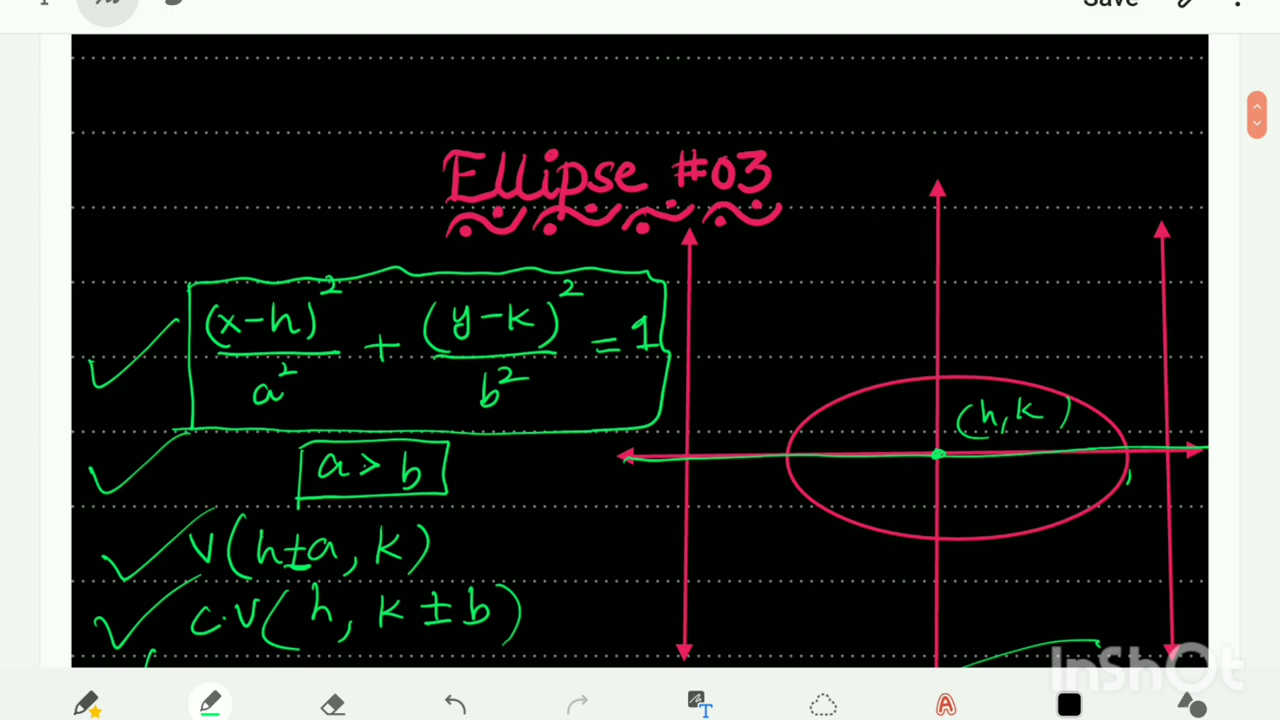 Save
Ellipse #03
(x-h)²/a² + (y-k)²/b² = 1
(h, k)
a > b
V(h±a, k)
C.V(h, k ± b)
InShOt